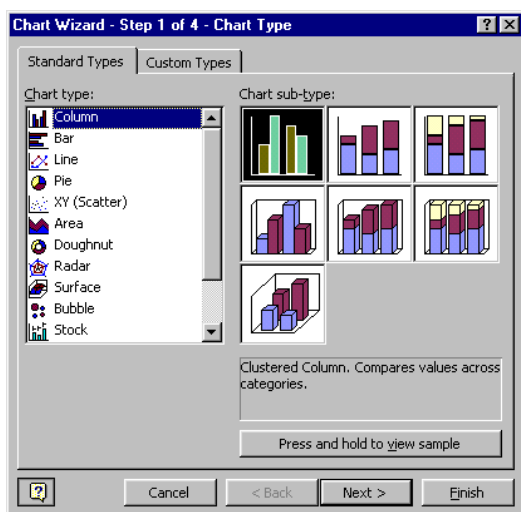 Chart Wizard - Step 1 of 4 - Chart Type
Standard Types
Custom Types
Chart type:
Column
Bar
Line
Pie
XY (Scatter)
Area
Doughnut
Radar
Surface
Bubble
Stock
Chart sub-type:
Clustered Column. Compares values across
categories.
Press and hold to view sample
Cancel
< Back
Next >
Finish